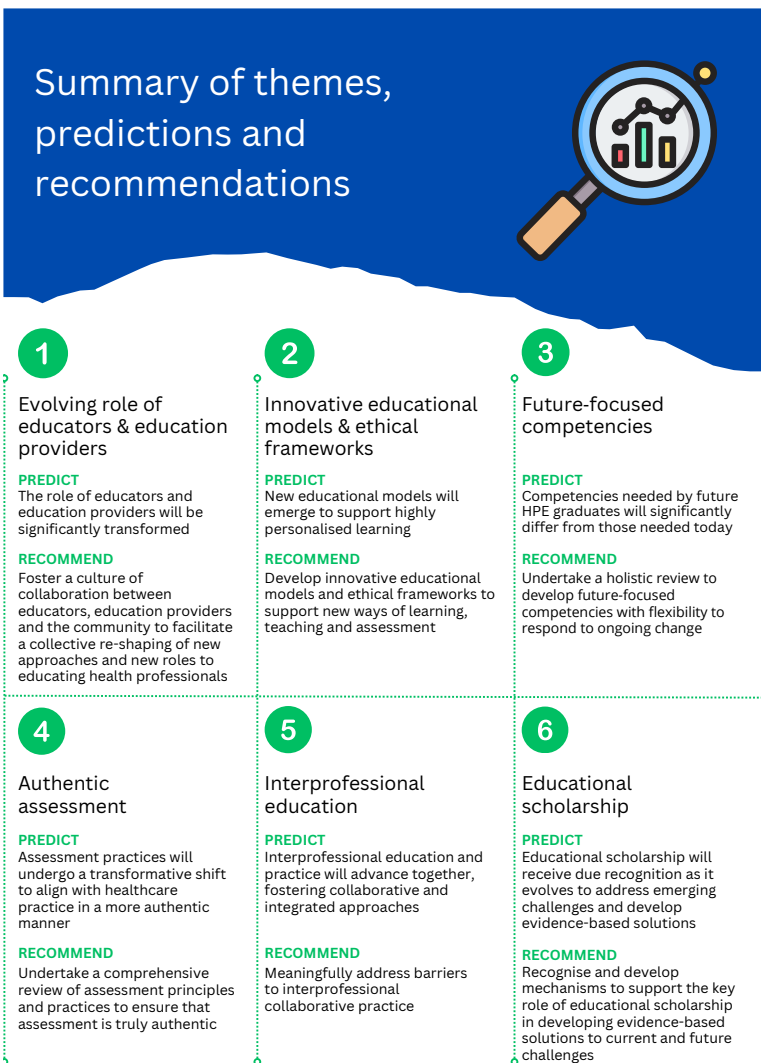 Summary of themes,
predictions and
recommendations
1
Evolving role of
educators & education
providers
PREDICT
The role of educators and
education providers will be
significantly transformed
RECOMMEND
Foster a culture of
collaboration between
educators, education providers
and the community to facilitate
a collective re-shaping of new
approaches and new roles to
educating health professionals
2
Innovative educational
models & ethical
frameworks
PREDICT
New educational models will
emerge to support highly
personalised learning
RECOMMEND
Develop innovative educational
models and ethical frameworks to
support new ways of learning,
teaching and assessment
3
Future-focused
competencies
PREDICT
Competencies needed by future
HPE graduates will significantly
differ from those needed today
RECOMMEND
Undertake a holistic review to
develop future-focused
competencies with flexibility to
respond to ongoing change
4
Authentic
assessment
PREDICT
Assessment practices will
undergo a transformative shift
to align with healthcare
practice in a more authentic
manner
RECOMMEND
Undertake a comprehensive
review of assessment principles
and practices to ensure that
assessment is truly authentic
5
Interprofessional
education
PREDICT
Interprofessional education and
practice will advance together,
fostering collaborative and
integrated approaches
RECOMMEND
Meaningfully address barriers
to interprofessional
collaborative practice
6
Educational
scholarship
PREDICT
Educational scholarship will
receive due recognition as it
evolves to address emerging
challenges and develop
evidence-based solutions
RECOMMEND
Recognise and develop
mechanisms to support the key
role of educational scholarship
in developing evidence-based
solutions to current and future
challenges